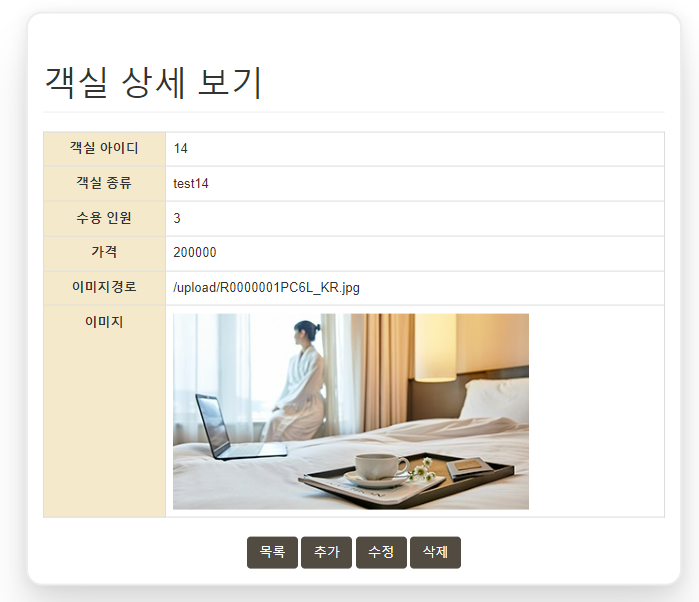 객실 상세 보기
객실 아이디 14
객실 종류 test14
수용 인원 3
가격 200000
이미지경로 /upload/R0000001PC6L_KR.jpg
이미지
목록 추가 수정 삭제